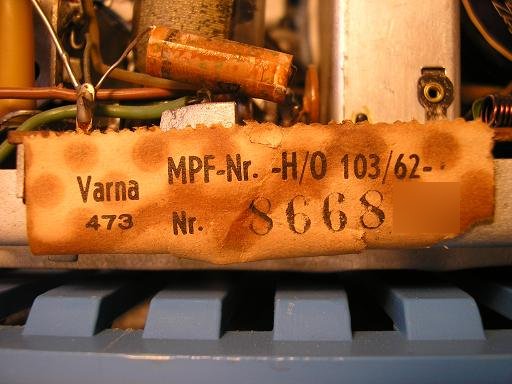 Varna MPF-Nr. -H/O 103/62-
473 Nr. 8668